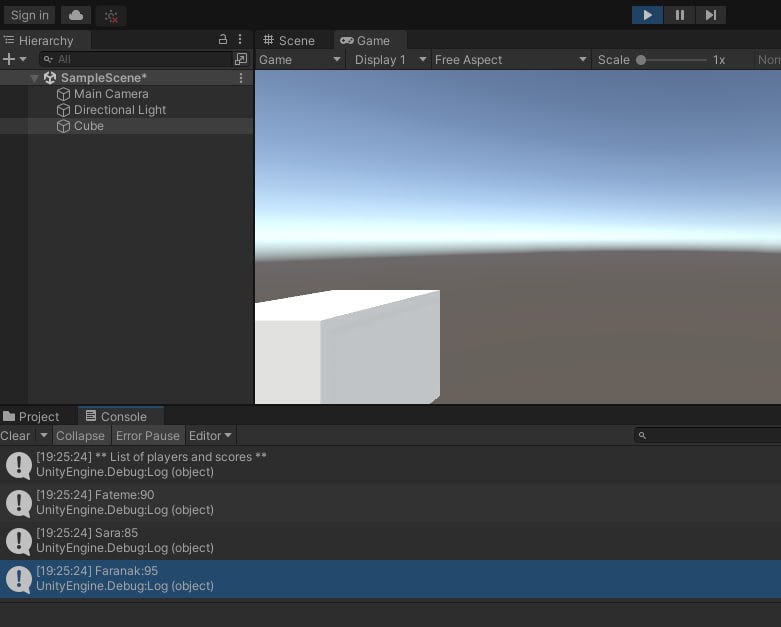 Sign in
Hierarchy
All
SampleScene*
Main Camera
Directional Light
Cube
Scene
Game
Game
Display 1
Free Aspect
Scale
1x
Project
Console
Clear
Collapse
Error Pause
Editor
[19:25:24] ** List of players and scores **
UnityEngine.Debug:Log (object)
[19:25:24] Fateme:90
UnityEngine.Debug:Log (object)
[19:25:24] Sara:85
UnityEngine.Debug:Log (object)
[19:25:24] Faranak:95
UnityEngine.Debug:Log (object)